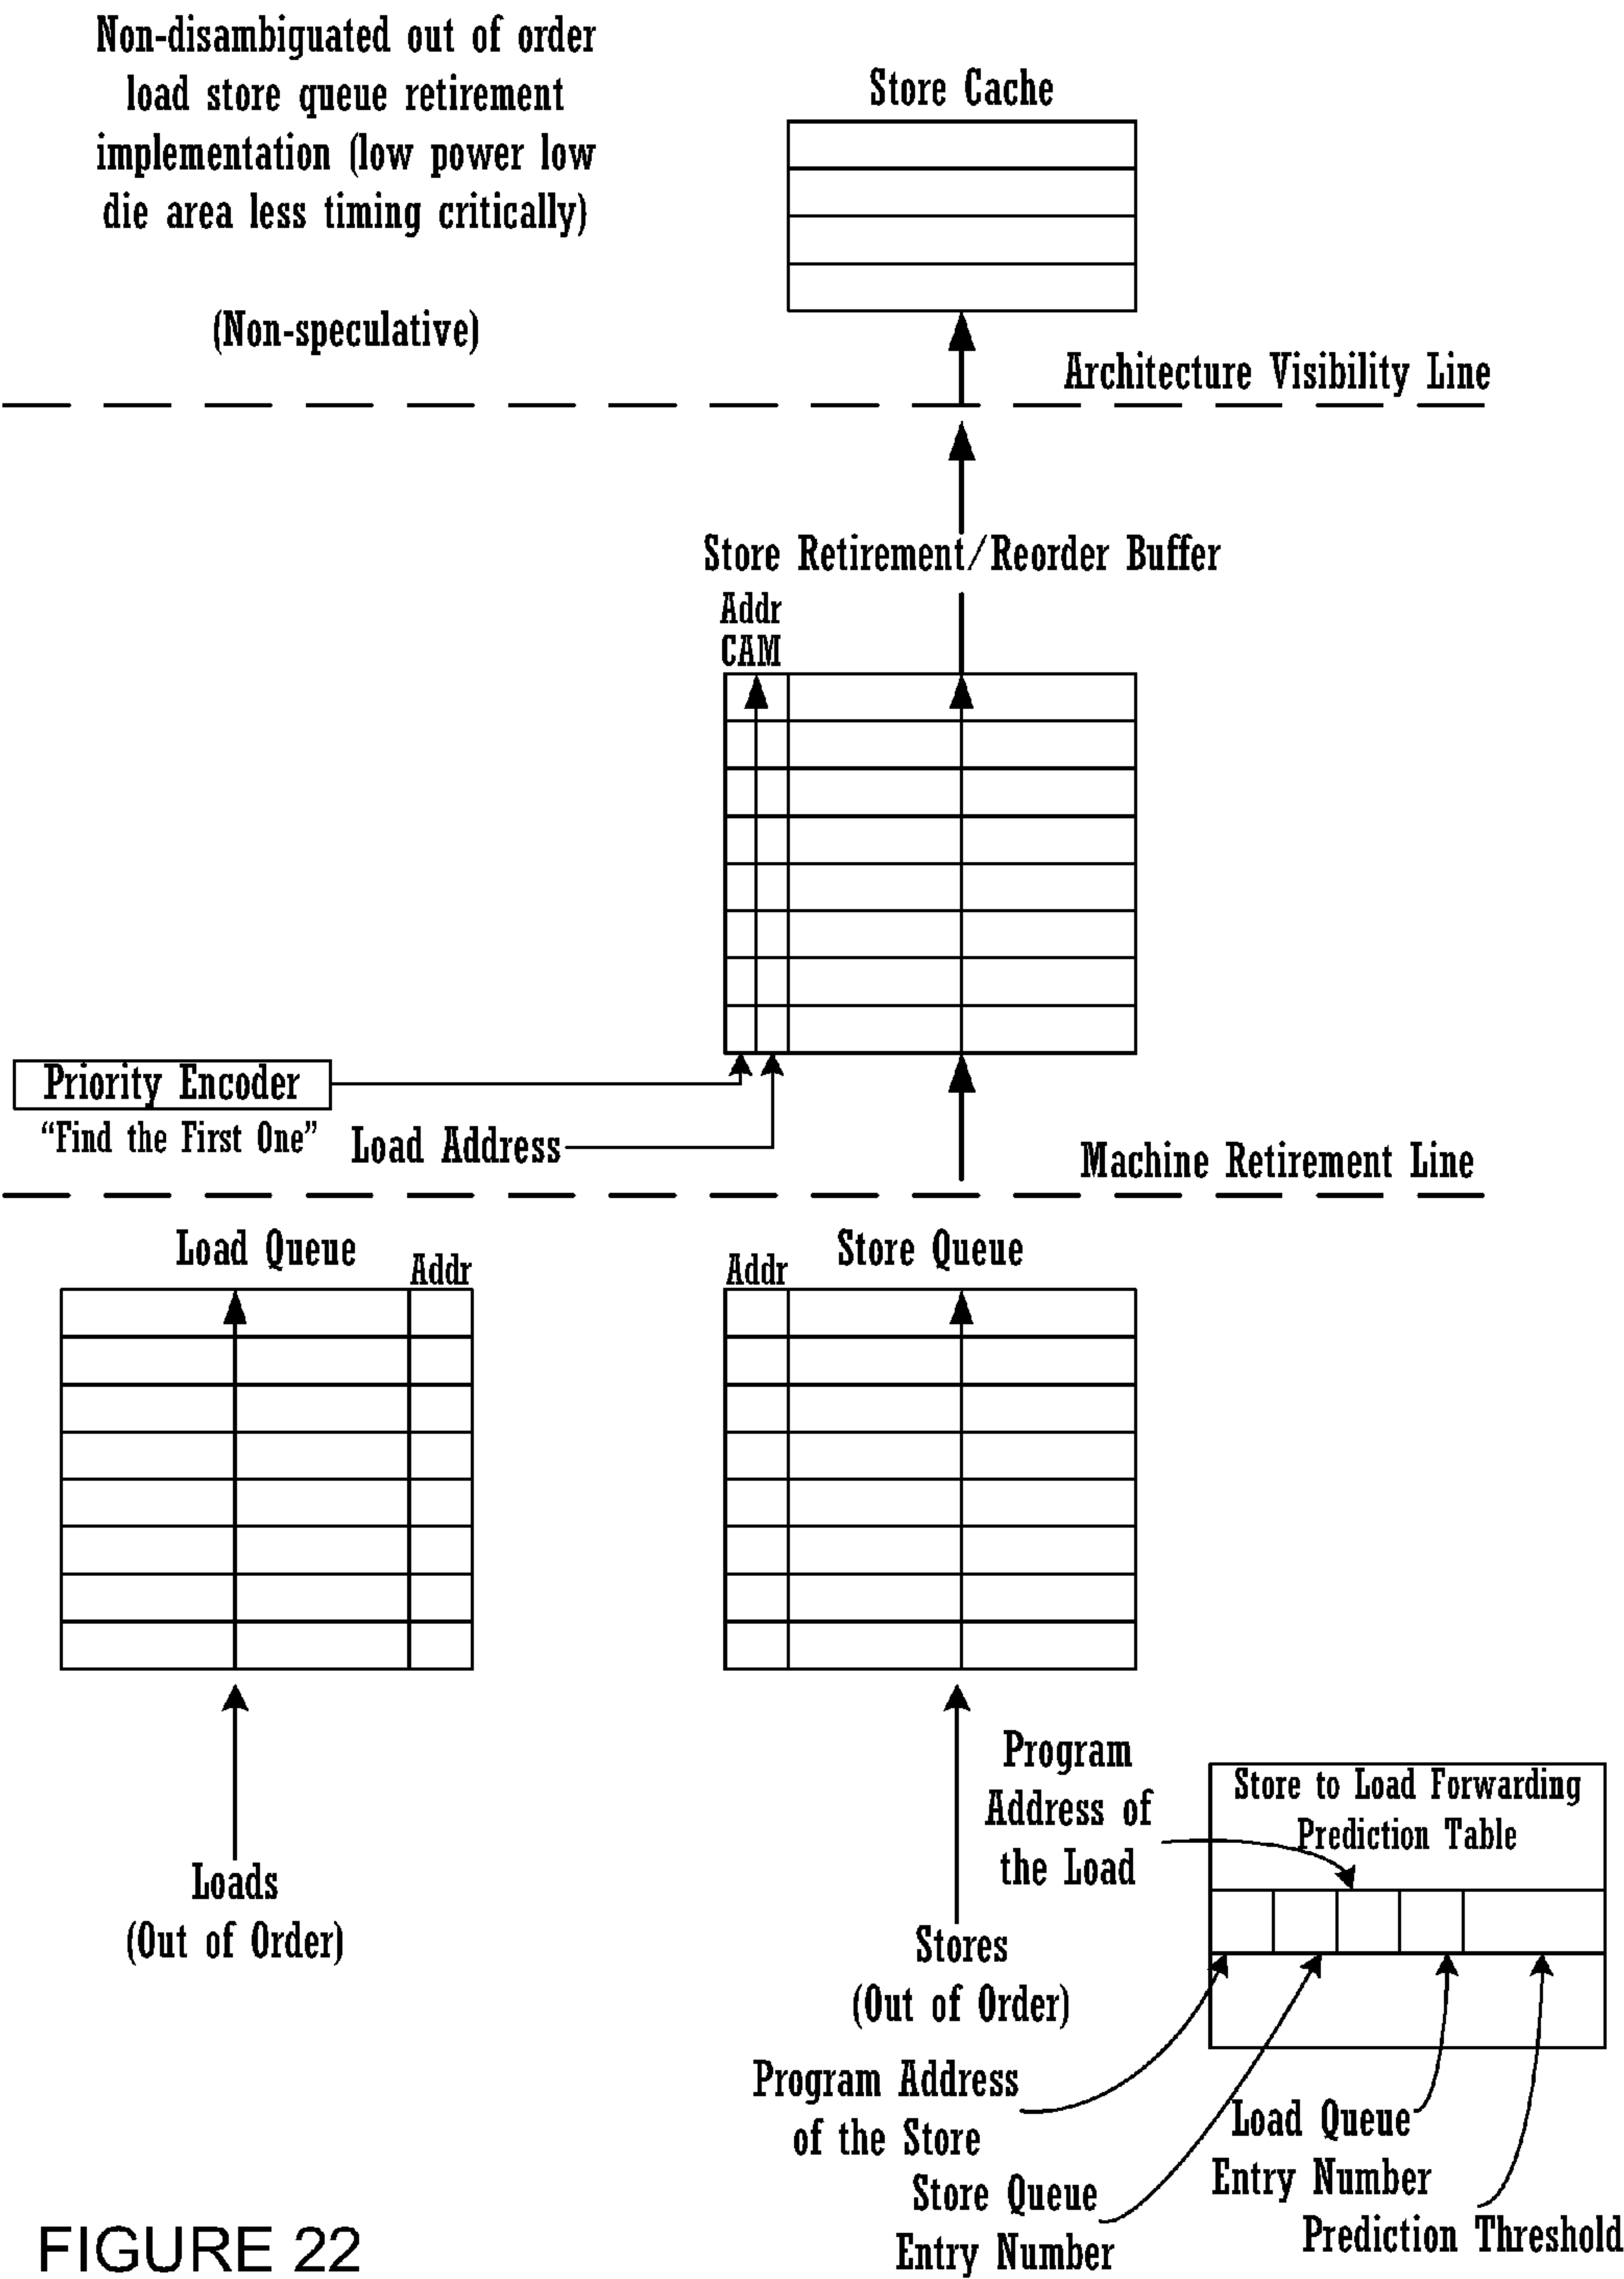 Non-disambiguated out of order
load store queue retirement
implementation (low power low
die area less timing critically)
(Non-speculative)
Store Cache
Architecture Visibility Line
Store Retirement/Reorder Buffer
Addr
CAM
Priority Encoder
“Find the First One”
Load Address
Machine Retirement Line
Load Queue
Addr
Addr
Store Queue
Loads
(Out of Order)
Stores
(Out of Order)
Program
Address of
the Load
Store to Load Forwarding
Prediction Table
Program Address
of the Store
Store Queue
Entry Number
Load Queue
Entry Number
Prediction Threshold
FIGURE 22